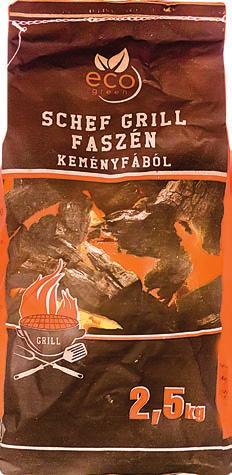 eco
green
SCHEF GRILL
FASZÉN
KEMÉNYFÁBÓL
GRILL
2,5kg